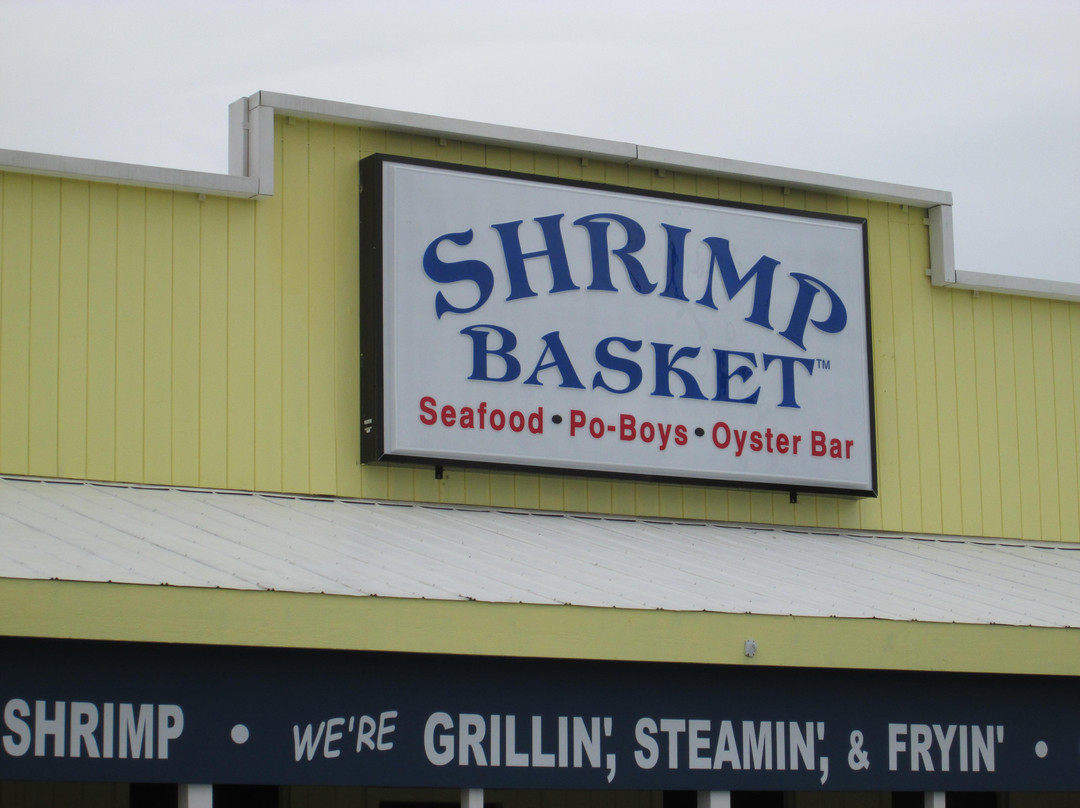 SHRIMP
BASKET™
Seafood • Po-Boys • Oyster Bar
SHRIMP • WE'RE GRILLIN', STEAMIN', & FRYIN' •